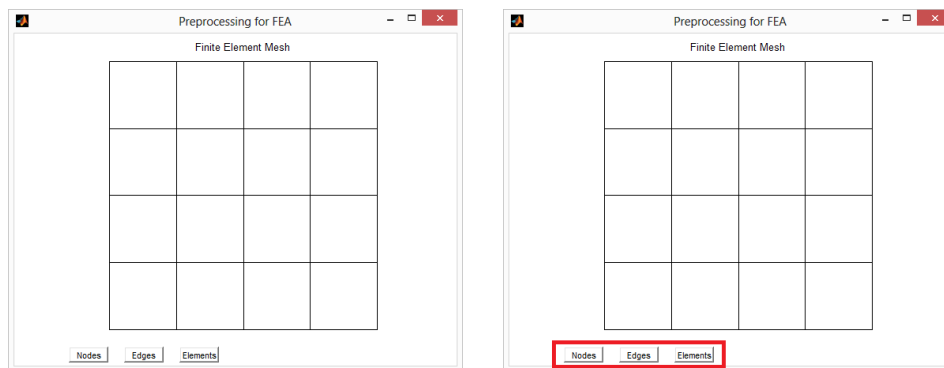 Preprocessing for FEA
Finite Element Mesh
Nodes Edges Elements
Preprocessing for FEA
Finite Element Mesh
Nodes Edges Elements